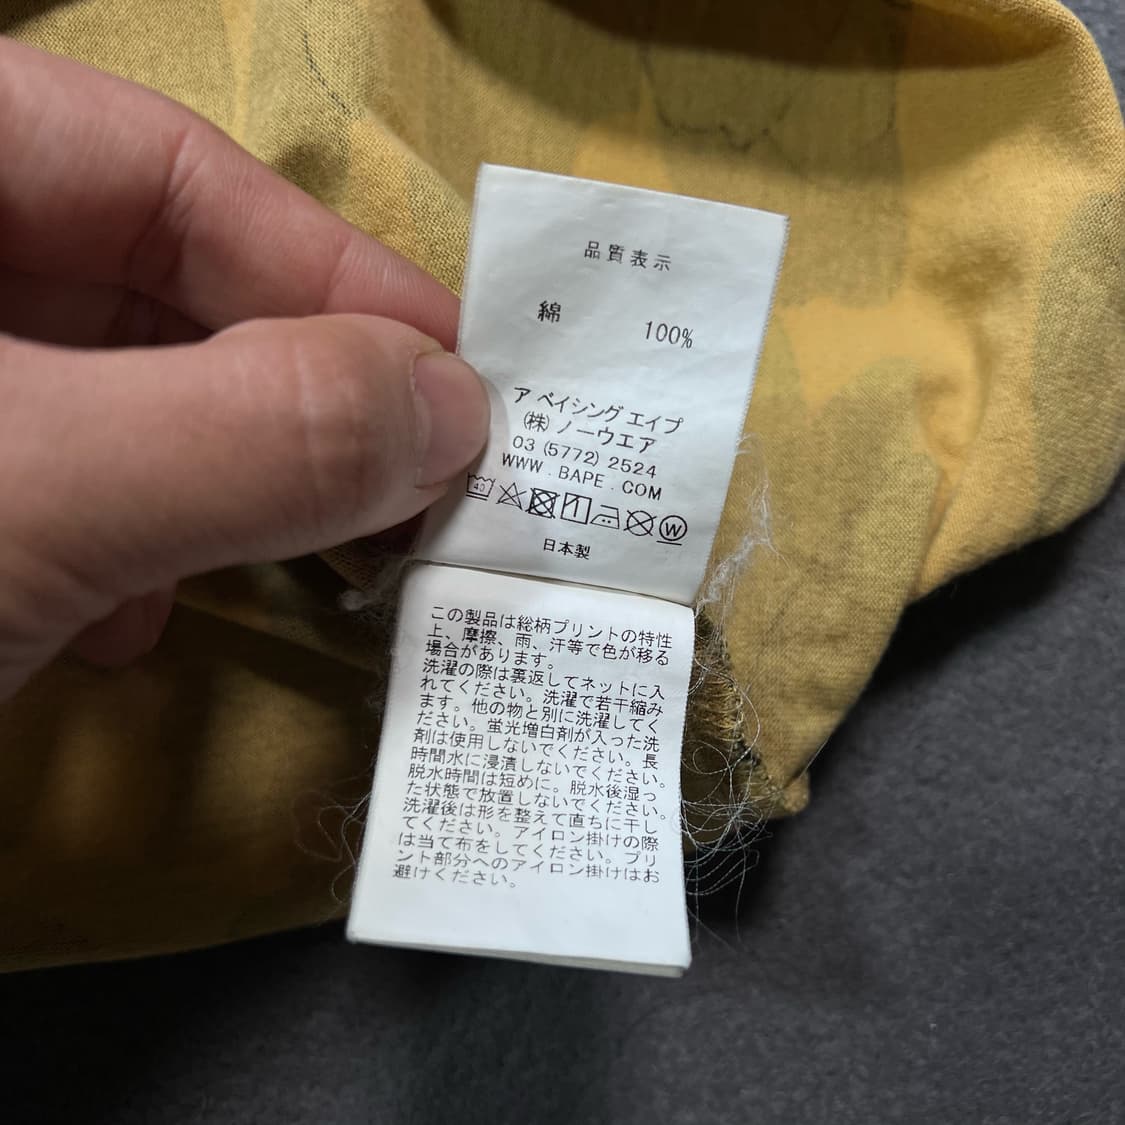 品質表示
綿 100%
ア ベイシング エイプ
(株) ノーウエア
03 (5772) 2524
WWW . BAPE . COM
40 W
日本製
この製品は総柄プリントの特性
上、摩擦、雨、汗等で色が移る
場合があります。
洗濯の際は裏返してネットに入
れてください。洗濯で若干縮み
ます。他の物と別に洗濯してく
ださい。蛍光増白剤が入った洗
剤は使用しないでください。長
時間水に浸漬しないでください。
脱水時間は短めに。脱水後湿っ
た状態で放置しないでください。
洗濯後は形を整えて直ちに干し
てください。アイロン掛けの際
は当て布をしてください。プリ
ント部分へのアイロン掛けはお
避けください。